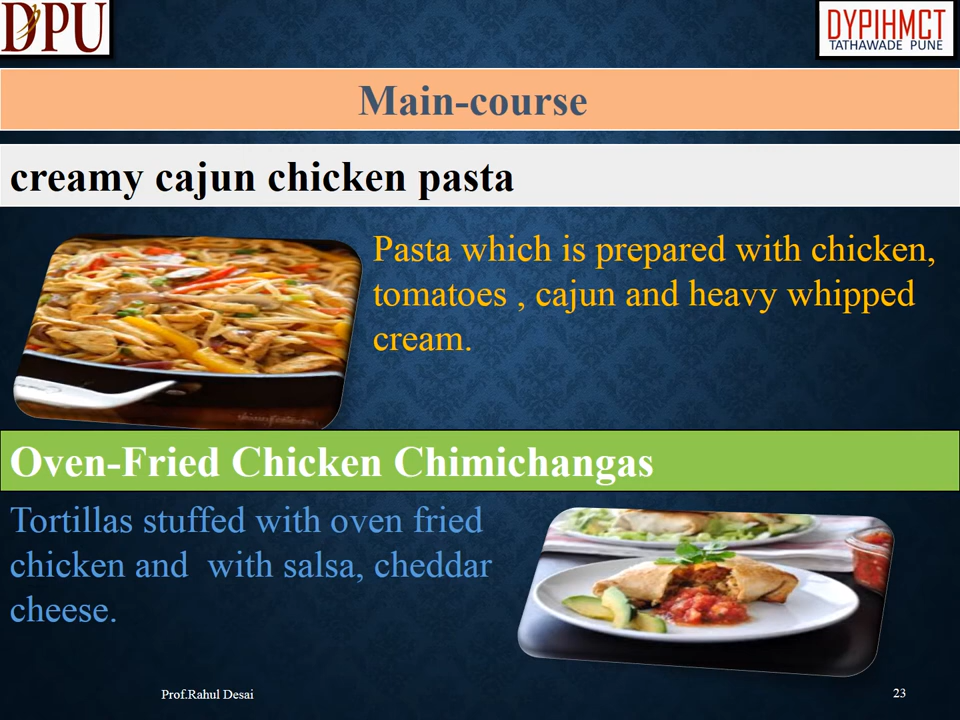 DPU
DYPIHMCT
TATHAWADE PUNE
Main-course
creamy cajun chicken pasta
Pasta which is prepared with chicken,
tomatoes , cajun and heavy whipped
cream.
Oven-Fried Chicken Chimichangas
Tortillas stuffed with oven fried
chicken and  with salsa, cheddar
cheese.
Prof.Rahul Desai
23